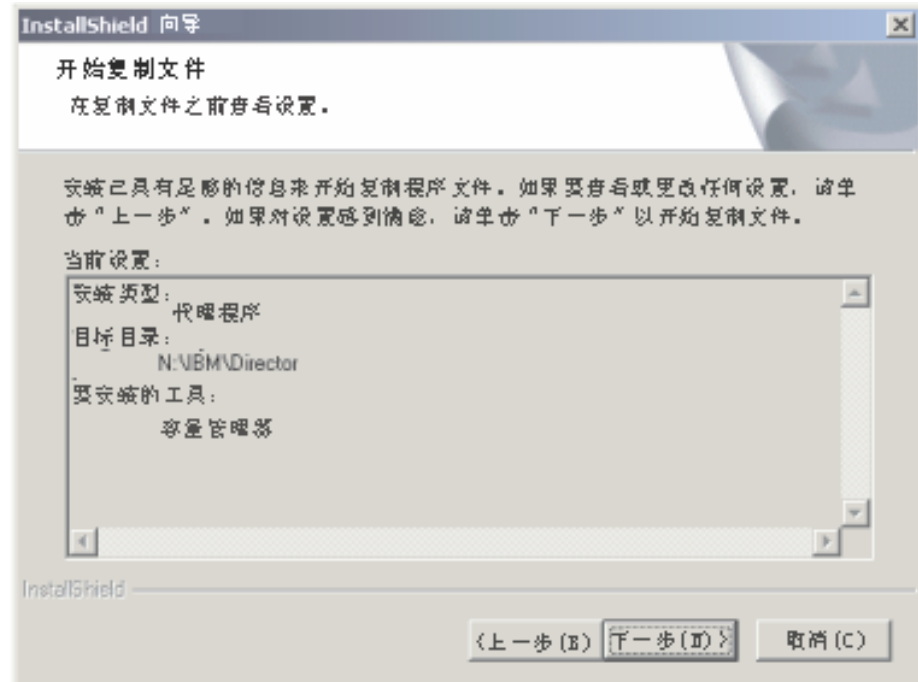 InstallShield 向导
开始复制文件
在复制文件之前查看设置。
安装已具有足够的信息来开始复制程序文件。如果要查看或更改任何设置，请单
击“上一步”。如果对设置感到满意，请单击“下一步”以开始复制文件。
当前设置：
安装类型：
代理程序
目标目录：
N:\IBM\Director
要安装的工具：
容量管理器
InstallShield
<上一步(B)
下一步(N)>
取消(C)